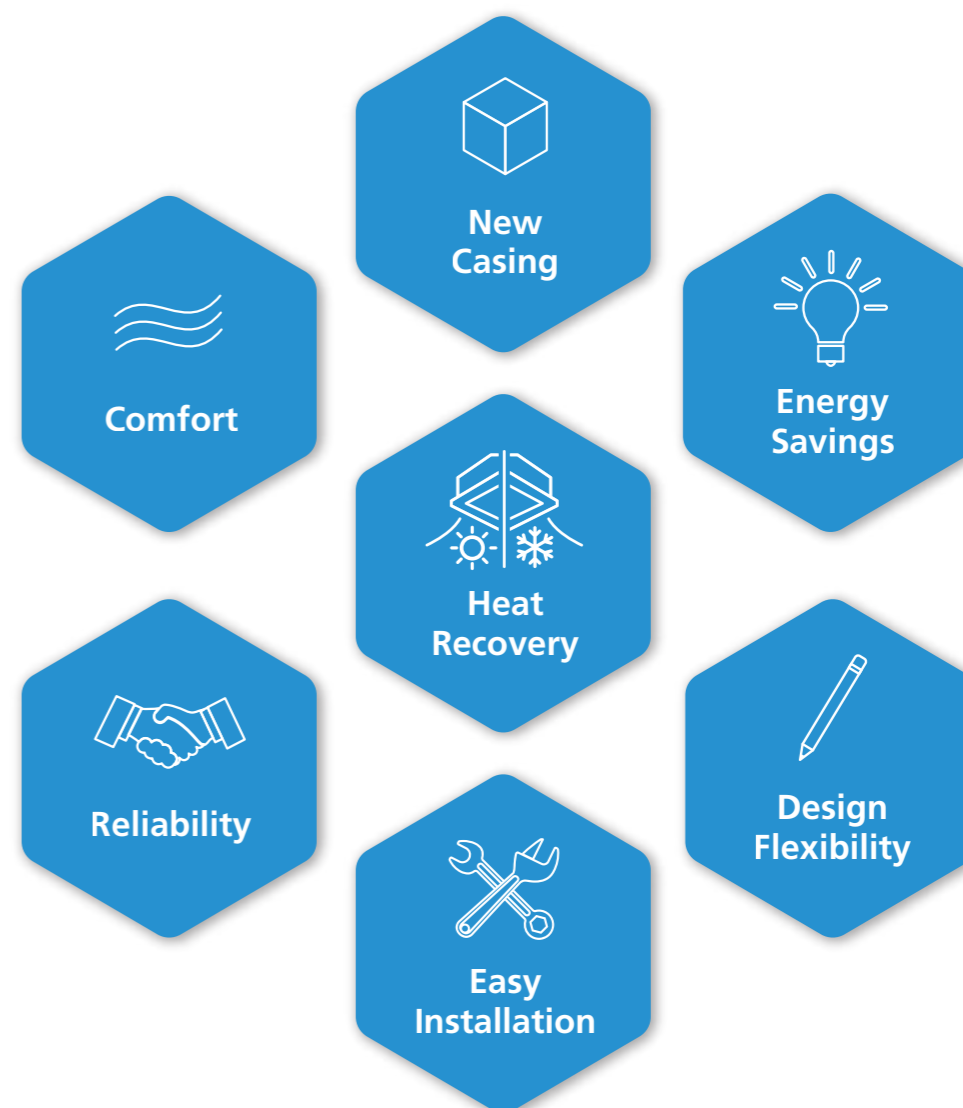 New
Casing
Comfort
Energy
Savings
Heat
Recovery
Reliability
Design
Flexibility
Easy
Installation